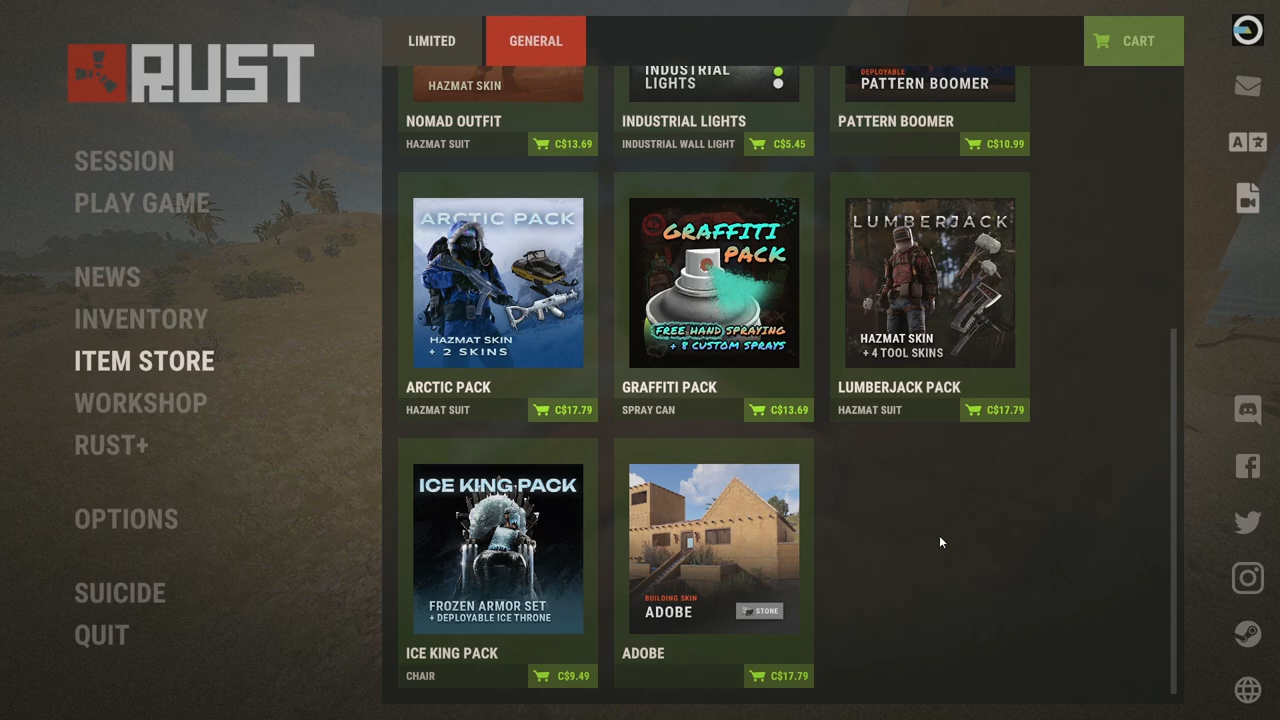 RUST
SESSION
PLAY GAME
NEWS
INVENTORY
ITEM STORE
WORKSHOP
RUST+
OPTIONS
SUICIDE
QUIT
LIMITED
GENERAL
CART
HAZMAT SKIN
NOMAD OUTFIT
HAZMAT SUIT
C$13.69
INDUSTRIAL
LIGHTS
INDUSTRIAL LIGHTS
INDUSTRIAL WALL LIGHT
C$5.45
DEPLOYABLE
PATTERN BOOMER
PATTERN BOOMER
C$10.99
ARCTIC PACK
HAZMAT SKIN
+ 2 SKINS
ARCTIC PACK
HAZMAT SUIT
C$17.79
GRAFFITI
PACK
FREE HAND SPRAYING
+ 8 CUSTOM SPRAYS
GRAFFITI PACK
SPRAY CAN
C$13.69
LUMBERJACK
HAZMAT SKIN
+ 4 TOOL SKINS
LUMBERJACK PACK
HAZMAT SUIT
C$17.79
ICE KING PACK
FROZEN ARMOR SET
+ DEPLOYABLE ICE THRONE
ICE KING PACK
CHAIR
C$9.49
BUILDING SKIN
ADOBE
STONE
ADOBE
C$17.79
A